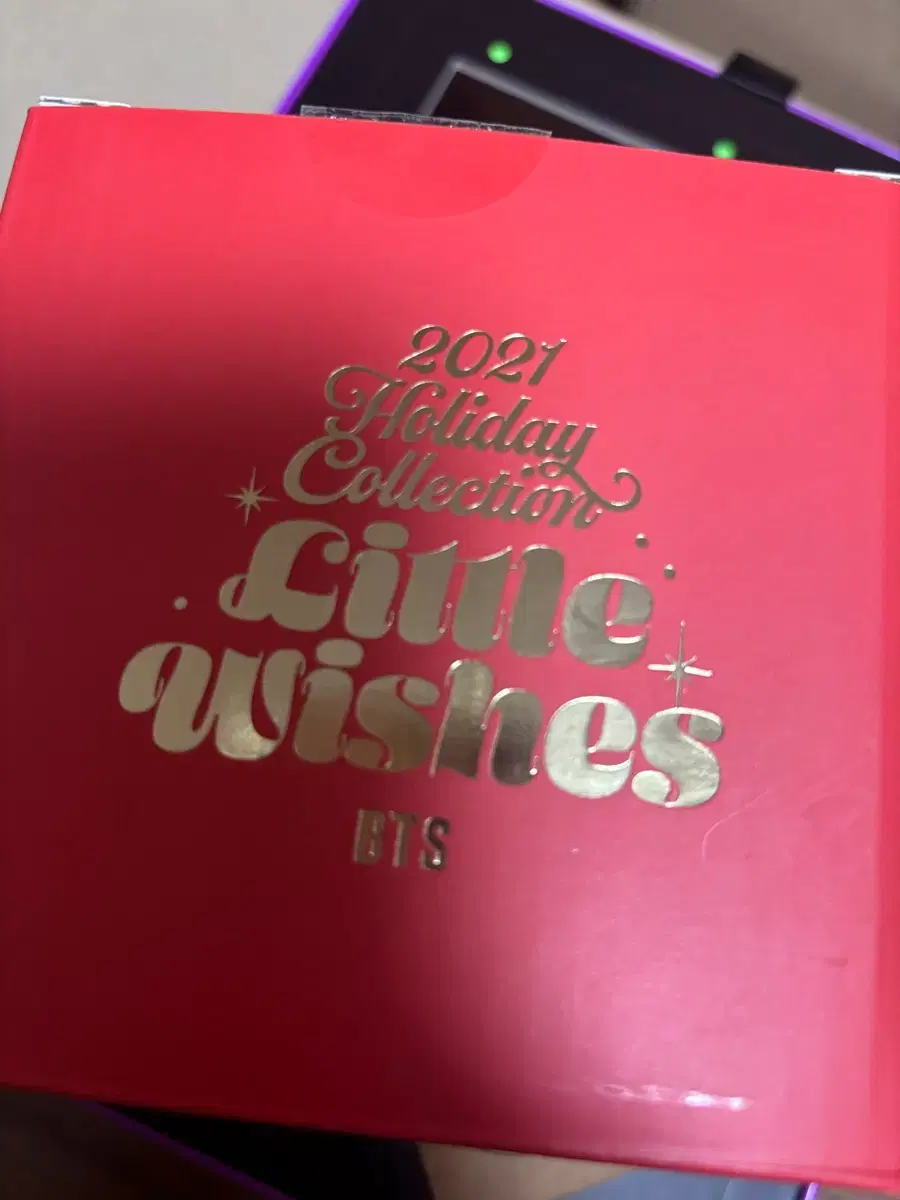 2021
Holiday
Collection
Little
Wishes
BTS